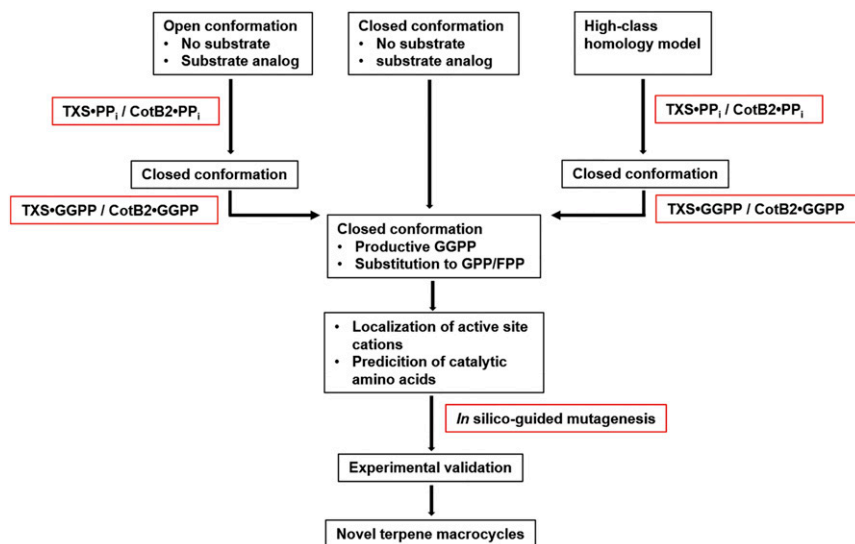 Open conformation
• No substrate
• Substrate analog
Closed conformation
• No substrate
• substrate analog
High-class
homology model
TXS•PPi / CotB2•PPi
TXS•PPi / CotB2•PPi
Closed conformation
Closed conformation
TXS•GGPP / CotB2•GGPP
TXS•GGPP / CotB2•GGPP
Closed conformation
• Productive GGPP
• Substitution to GPP/FPP
• Localization of active site
cations
• Predicition of catalytic
amino acids
In silico-guided mutagenesis
Experimental validation
Novel terpene macrocycles